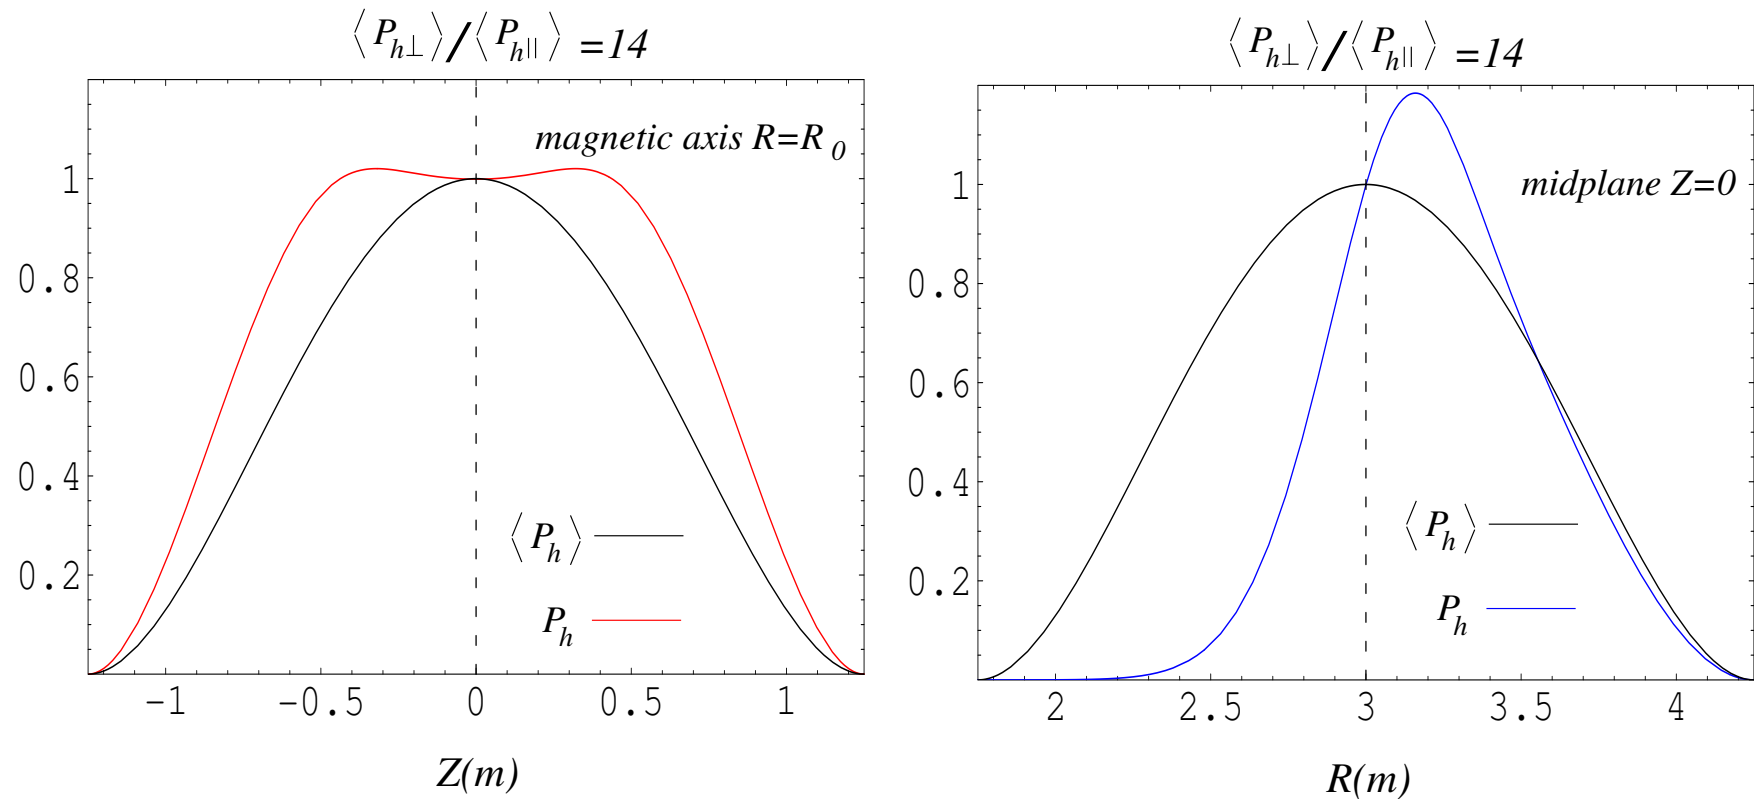 ⟨P_h⊥⟩/⟨P_h||⟩ =14
magnetic axis R=R_0
1
0.8
0.6
0.4
0.2
⟨P_h⟩
P_h
−1
−0.5
0
0.5
1
Z(m)
⟨P_h⊥⟩/⟨P_h||⟩ =14
midplane Z=0
1
0.8
0.6
0.4
0.2
⟨P_h⟩
P_h
2
2.5
3
3.5
4
R(m)